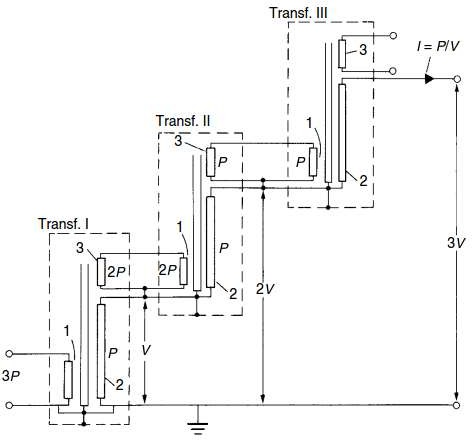 Transf. III
3
I = P/V
Transf. II
3
1
P
P
2
Transf. I
3
1
P
3V
2P
2P
2
2V
1
P
V
3P
2